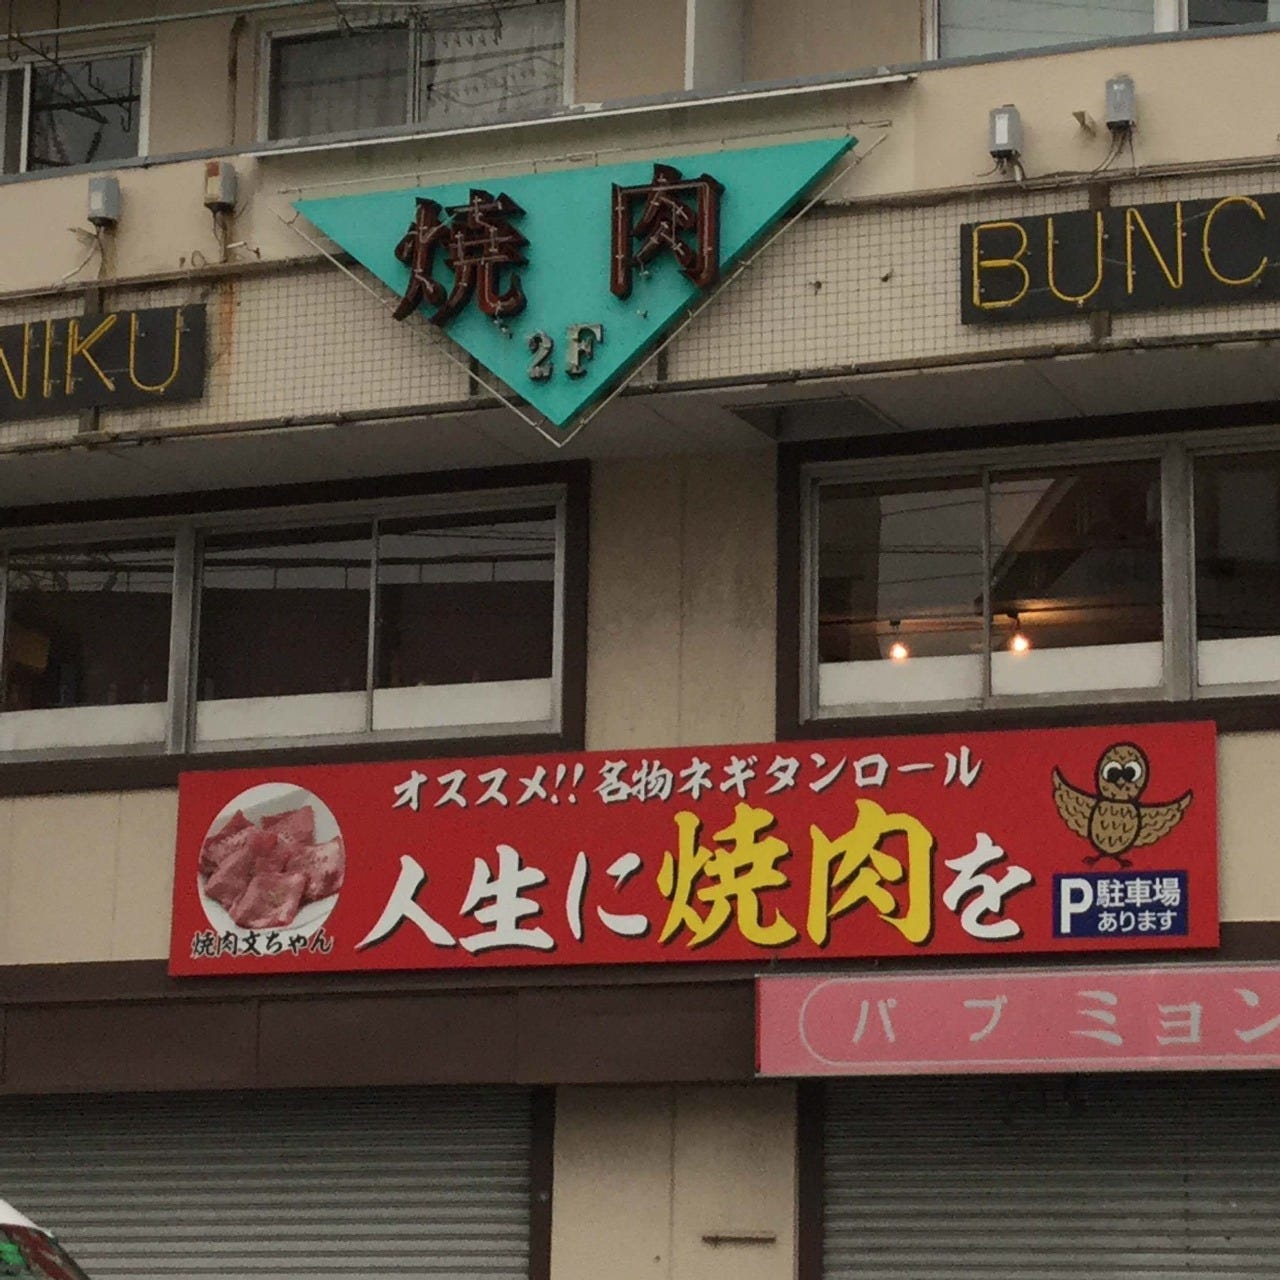 焼肉
2F
NIKU
BUNC
オススメ!!名物ネギタンロール
人生に焼肉を
焼肉文ちゃん
P駐車場
あります
パブ ミョン